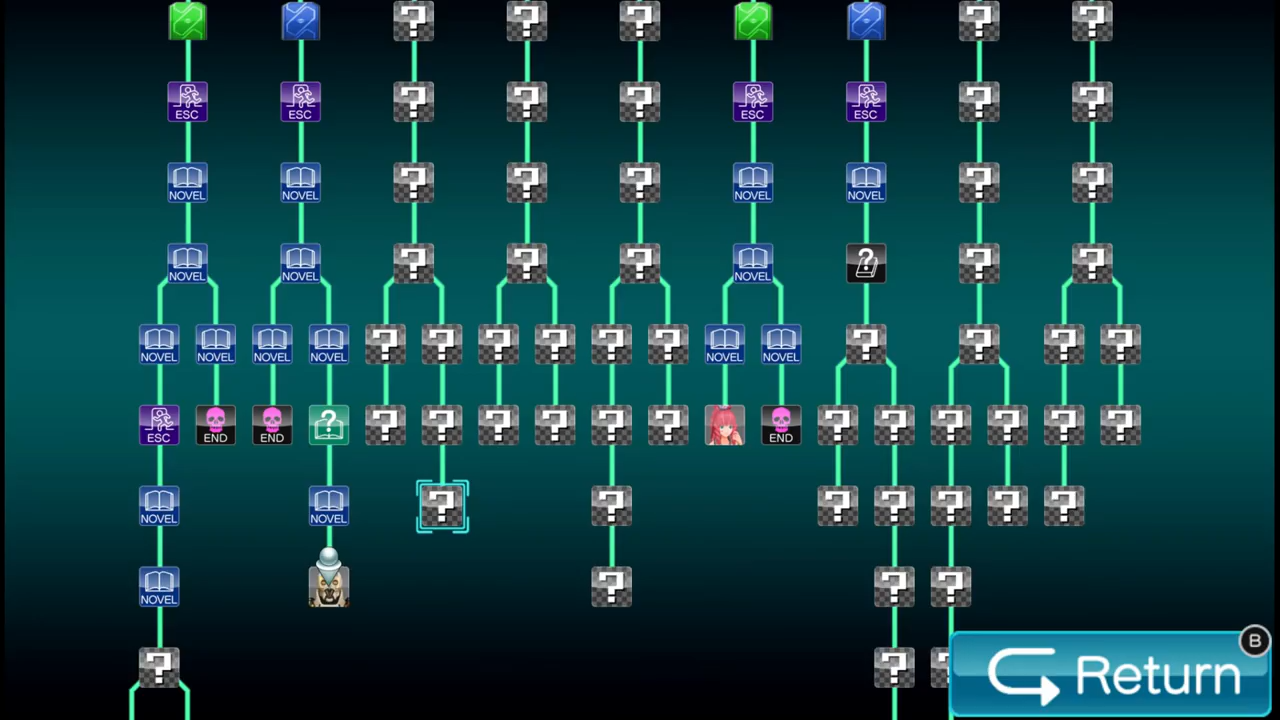 ? ? ? ? ?
ESC ESC ? ? ? ESC ESC ? ?
NOVEL NOVEL ? ? ? NOVEL NOVEL ? ?
NOVEL NOVEL ? ? ? NOVEL ? ? ?
NOVEL NOVEL NOVEL NOVEL ? ? ? ? ? ? NOVEL NOVEL ? ? ? ?
ESC END END ? ? ? ? ? ? ? END ? ? ? ? ? ?
NOVEL NOVEL ? ? ? ? ? ? ?
NOVEL ? ? ?
? ? ?
B
Return